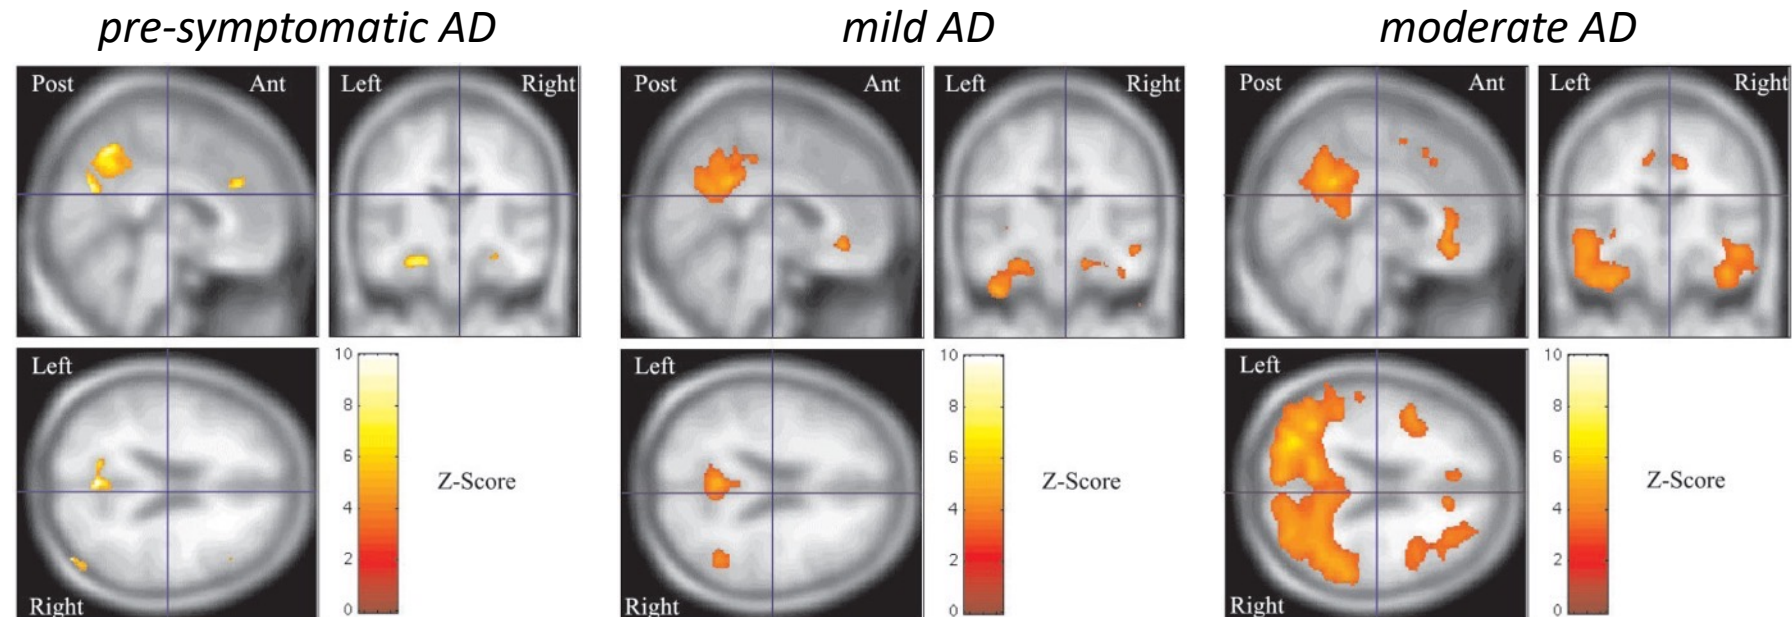 pre-symptomatic AD
Post Ant
Left Right
Left
Right
10
8
6
4
2
0
Z-Score
mild AD
Post Ant
Left Right
Left
Right
10
8
6
4
2
0
Z-Score
moderate AD
Post Ant
Left Right
Left
Right
10
8
6
4
2
0
Z-Score